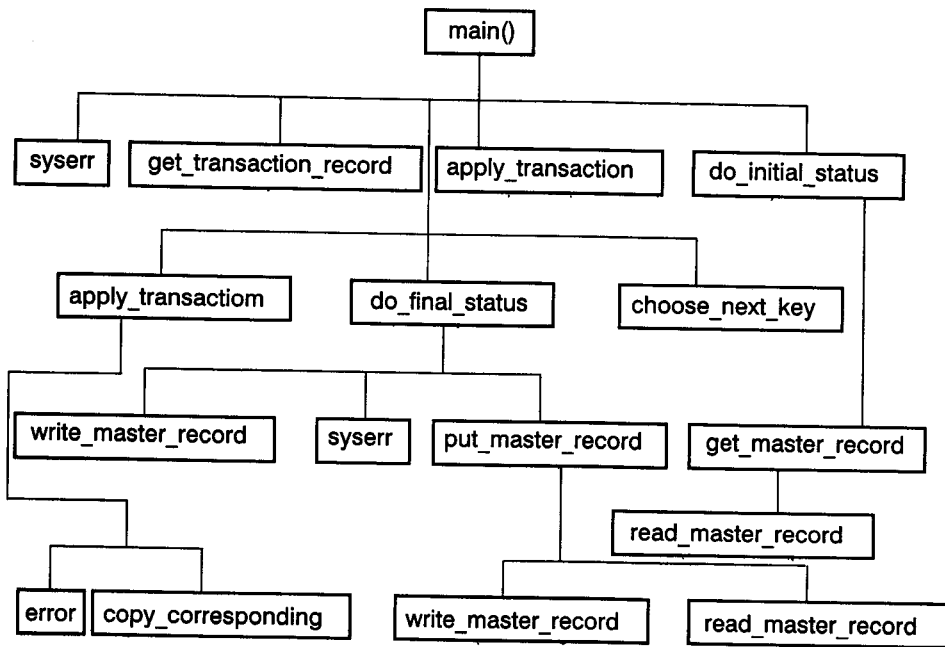 main()
syserr
get_transaction_record
apply_transaction
do_initial_status
apply_transactiom
do_final_status
choose_next_key
write_master_record
syserr
put_master_record
get_master_record
read_master_record
error
copy_corresponding
write_master_record
read_master_record